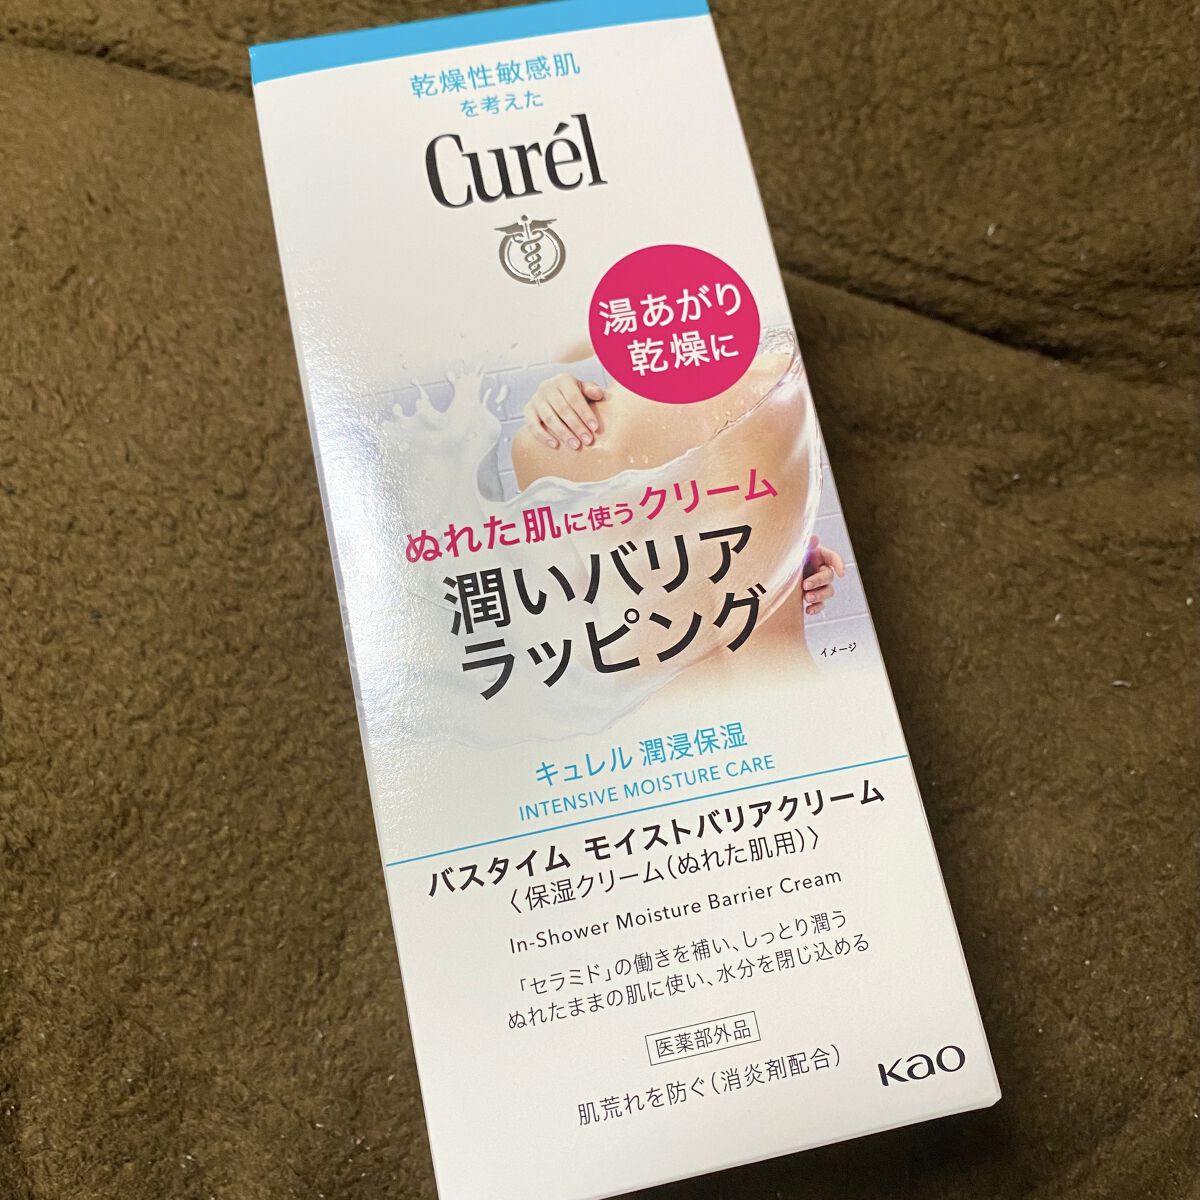 乾燥性敏感肌
を考えた
Curél
湯あがり
乾燥に
ぬれた肌に使うクリーム
潤いバリア
ラッピング
イメージ
キュレル 潤浸保湿
INTENSIVE MOISTURE CARE
バスタイム モイストバリアクリーム
〈保湿クリーム(ぬれた肌用)〉
In-Shower Moisture Barrier Cream
「セラミド」の働きを補い、しっとり潤う
ぬれたままの肌に使い、水分を閉じ込める
医薬部外品
肌荒れを防ぐ(消炎剤配合)
Kao